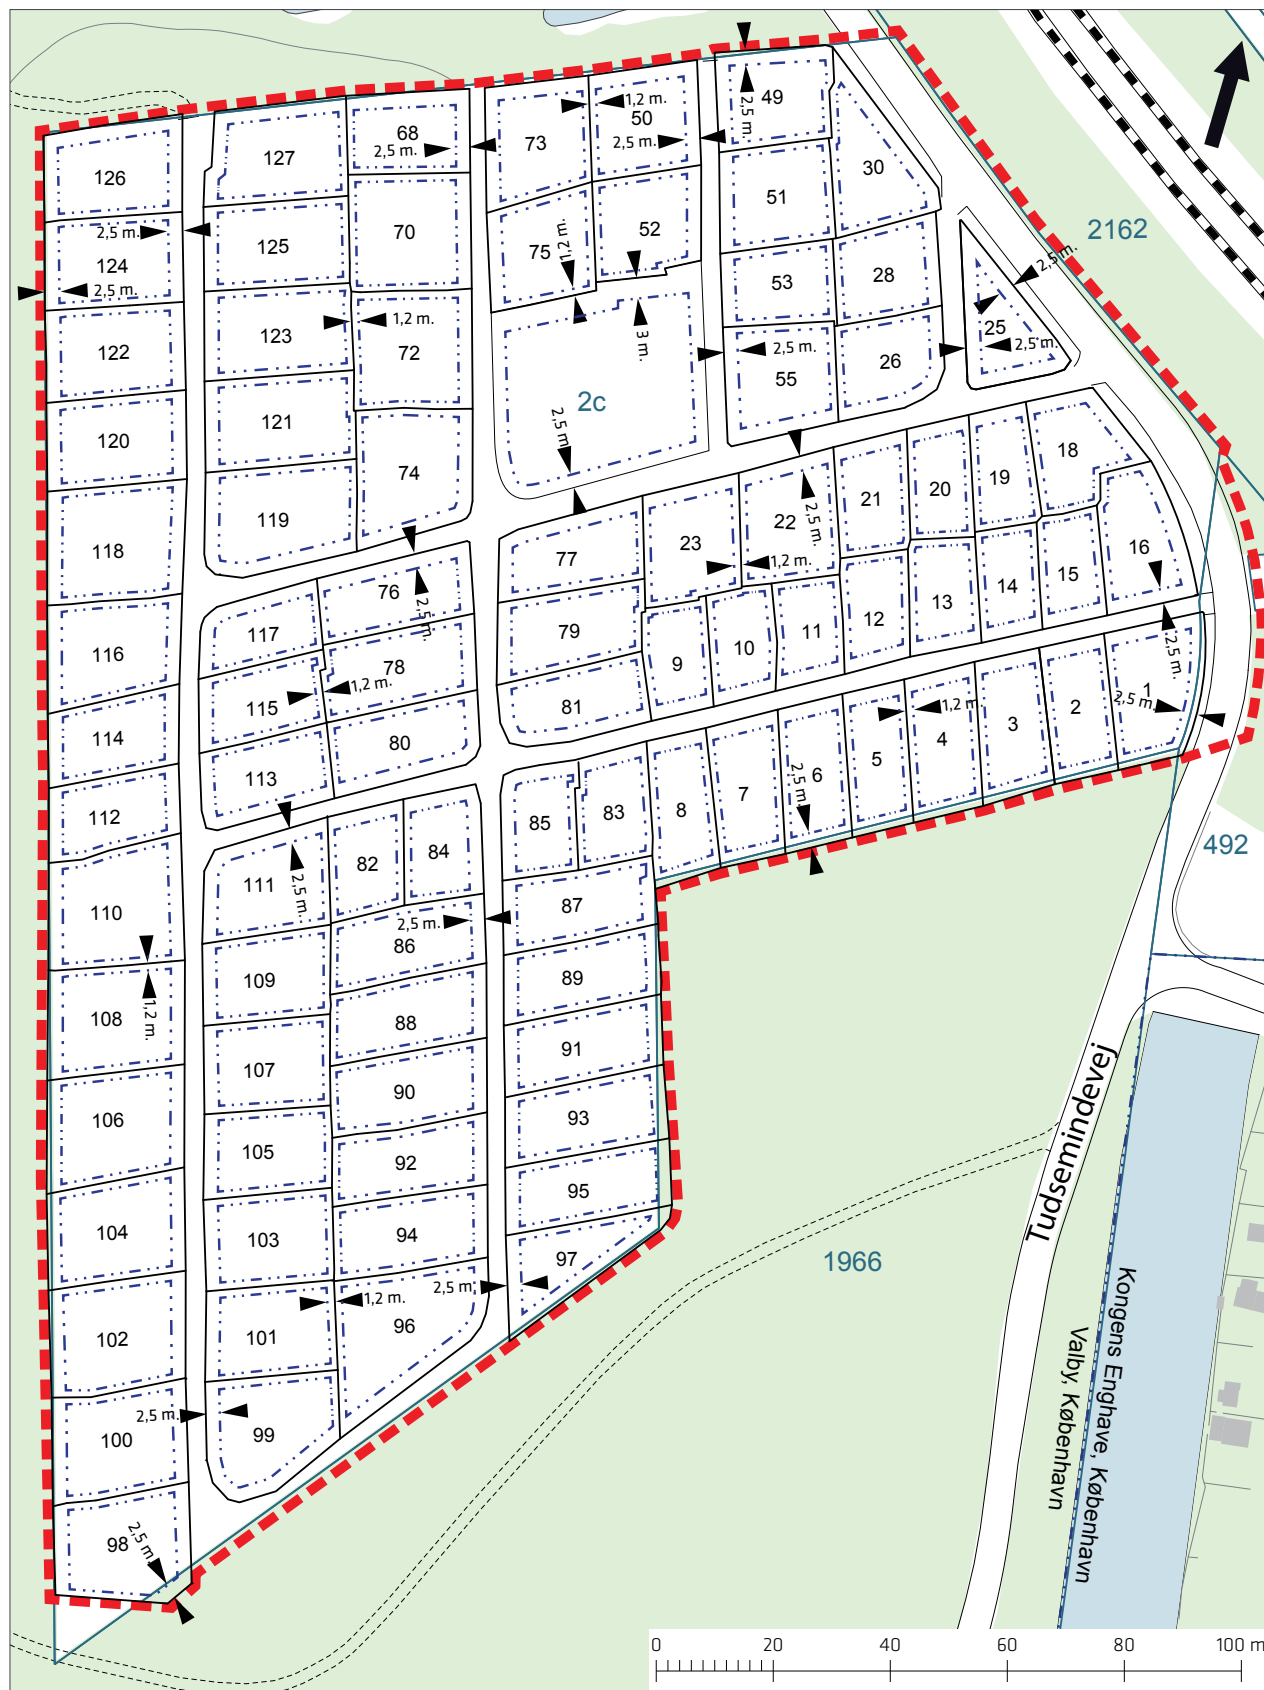 49
1,2 m.
2,5 m.
68
2,5 m.
127
73
50
2,5 m.
30
126
51
2162
2,5 m.
70
125
75
1,2 m.
52
124
2,5 m.
53
28
2,5 m.
123
1,2 m.
72
3 m.
25
2,5 m.
122
2,5 m.
55
26
2c
120
121
74
2,5 m.
18
119
23
22
2,5 m.
21
20
19
118
77
1,2 m.
16
76
2,5 m.
15
14
13
12
11
10
9
117
79
116
78
1,2 m.
115
81
2,5 m.
1
2,5 m.
2
3
1,2 m.
4
5
6
2,5 m.
7
8
114
80
113
112
85
83
492
82
84
111
2,5 m.
110
2,5 m.
86
87
109
89
108
1,2 m.
88
91
107
90
106
93
105
92
95
104
103
94
97
2,5 m.
1966
102
101
1,2 m.
96
100
2,5 m.
99
98
2,5 m.
Tudsemindevej
Kongens Enghave, København
Valby, København
0 20 40 60 80 100 m